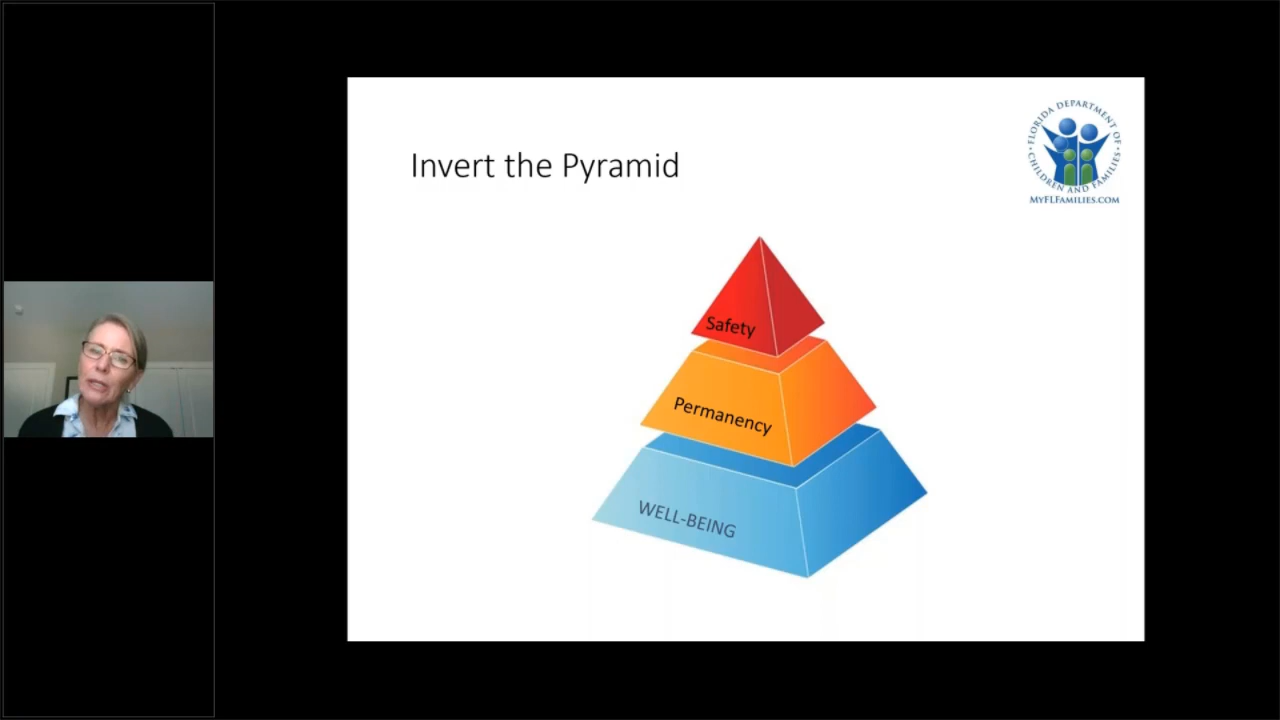 Invert the Pyramid
FLORIDA DEPARTMENT OF
CHILDREN AND FAMILIES
MYFLFAMILIES.COM
Safety
Permanency
WELL-BEING